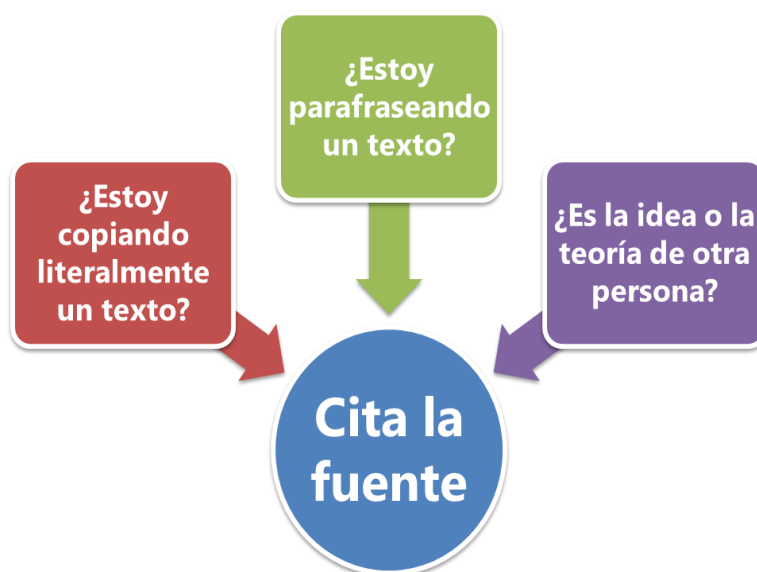 ¿Estoy
parafraseando
un texto?
¿Estoy
copiando
literalmente
un texto?
¿Es la idea o la
teoría de otra
persona?
Cita la
fuente